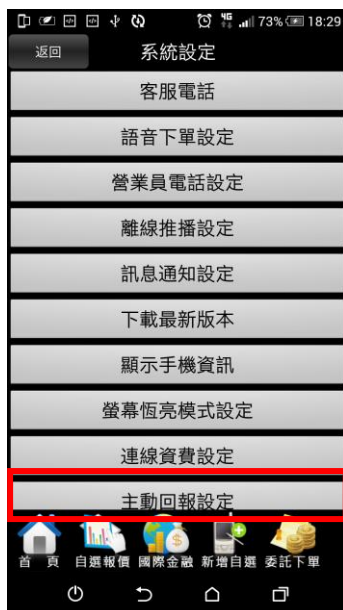 4G 73% 18:29
返回 系統設定
客服電話
語音下單設定
營業員電話設定
離線推播設定
訊息通知設定
下載最新版本
顯示手機資訊
螢幕恆亮模式設定
連線資費設定
主動回報設定
首 頁 自選報價 國際金融 新增自選 委託下單